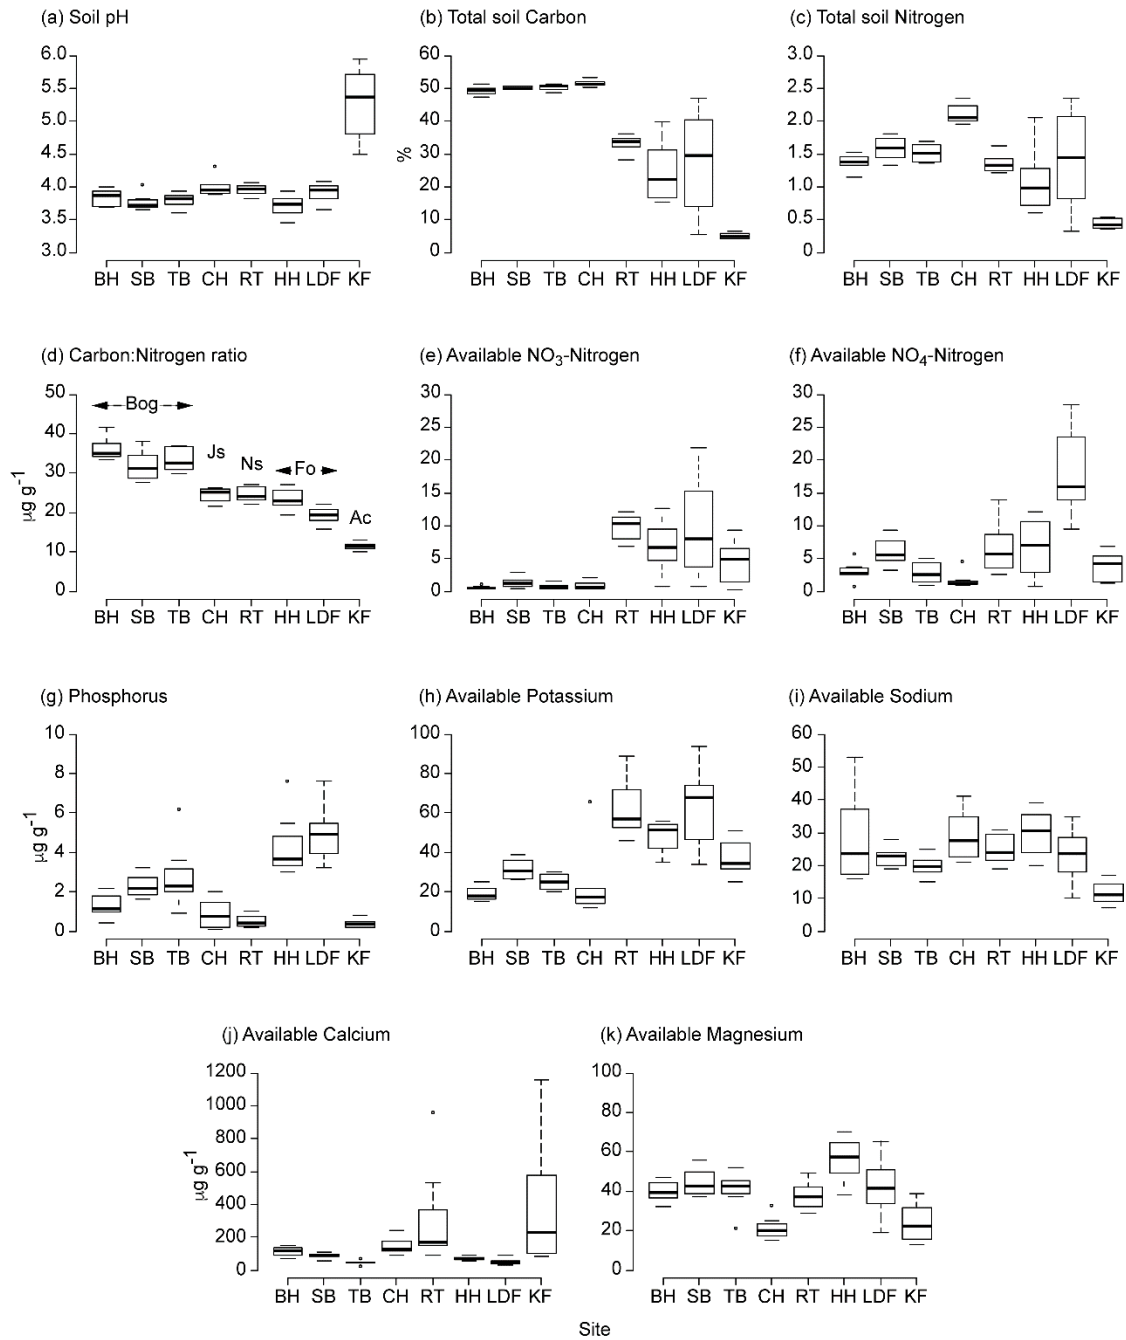 (a) Soil pH
(b) Total soil Carbon
(c) Total soil Nitrogen
6.0
5.5
5.0
4.5
4.0
3.5
3.0
BH SB TB CH RT HH LDF KF
%
60
50
40
30
20
10
0
BH SB TB CH RT HH LDF KF
3.0
2.5
2.0
1.5
1.0
0.5
0
BH SB TB CH RT HH LDF KF
(d) Carbon:Nitrogen ratio
(e) Available NO3-Nitrogen
(f) Available NO4-Nitrogen
µg g-1
50
40
30
20
10
0
Bog
Js
Ns
Fo
Ac
BH SB TB CH RT HH LDF KF
30
25
20
15
10
5
0
BH SB TB CH RT HH LDF KF
30
25
20
15
10
5
0
BH SB TB CH RT HH LDF KF
(g) Phosphorus
(h) Available Potassium
(i) Available Sodium
µg g-1
10
8
6
4
2
0
BH SB TB CH RT HH LDF KF
100
80
60
40
20
0
BH SB TB CH RT HH LDF KF
60
50
40
30
20
10
0
BH SB TB CH RT HH LDF KF
(j) Available Calcium
(k) Available Magnesium
µg g-1
1200
1000
800
600
400
200
0
BH SB TB CH RT HH LDF KF
100
80
60
40
20
0
BH SB TB CH RT HH LDF KF
Site